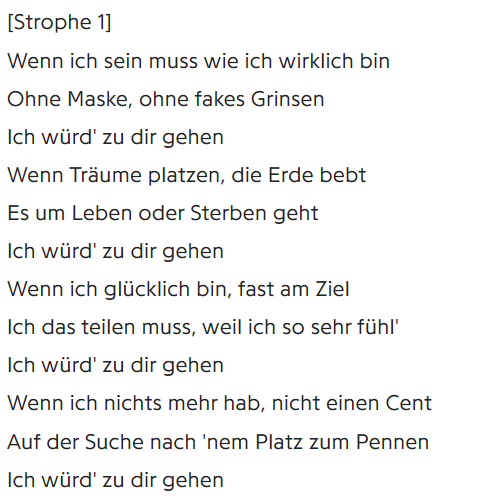 [Strophe 1]
Wenn ich sein muss wie ich wirklich bin
Ohne Maske, ohne fakes Grinsen
Ich würd' zu dir gehen
Wenn Träume platzen, die Erde bebt
Es um Leben oder Sterben geht
Ich würd' zu dir gehen
Wenn ich glücklich bin, fast am Ziel
Ich das teilen muss, weil ich so sehr fühl'
Ich würd' zu dir gehen
Wenn ich nichts mehr hab, nicht einen Cent
Auf der Suche nach 'nem Platz zum Pennen
Ich würd' zu dir gehen